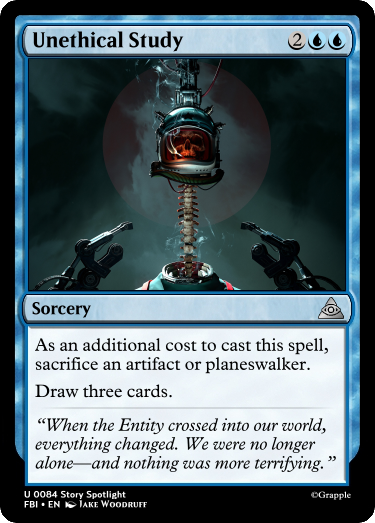 Unethical Study 2
Sorcery
As an additional cost to cast this spell,
sacrifice an artifact or planeswalker.
Draw three cards.
“When the Entity crossed into our world,
everything changed. We were no longer
alone—and nothing was more terrifying.”
U 0084 Story Spotlight ©Grapple
FBI • EN Jake Woodruff